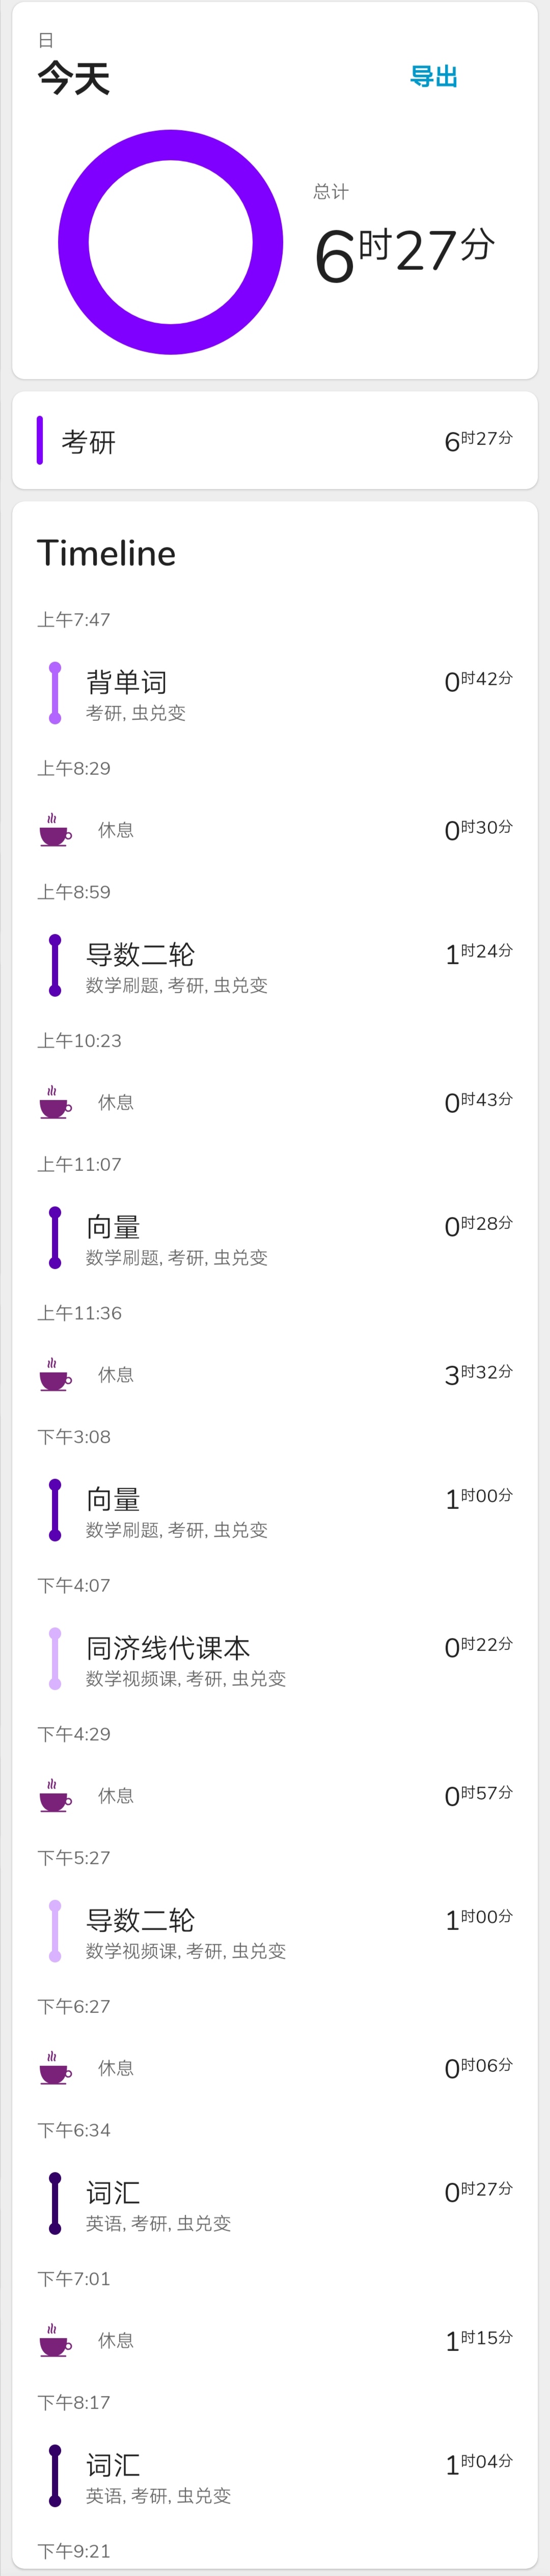 日
今天
导出
总计
6时27分
考研
6时27分
Timeline
上午7:47
背单词
0时42分
考研, 虫兑变
上午8:29
休息
0时30分
上午8:59
导数二轮
1时24分
数学刷题, 考研, 虫兑变
上午10:23
休息
0时43分
上午11:07
向量
0时28分
数学刷题, 考研, 虫兑变
上午11:36
休息
3时32分
下午3:08
向量
1时00分
数学刷题, 考研, 虫兑变
下午4:07
同济线代课本
0时22分
数学视频课, 考研, 虫兑变
下午4:29
休息
0时57分
下午5:27
导数二轮
1时00分
数学视频课, 考研, 虫兑变
下午6:27
休息
0时06分
下午6:34
词汇
0时27分
英语, 考研, 虫兑变
下午7:01
休息
1时15分
下午8:17
词汇
1时04分
英语, 考研, 虫兑变
下午9:21